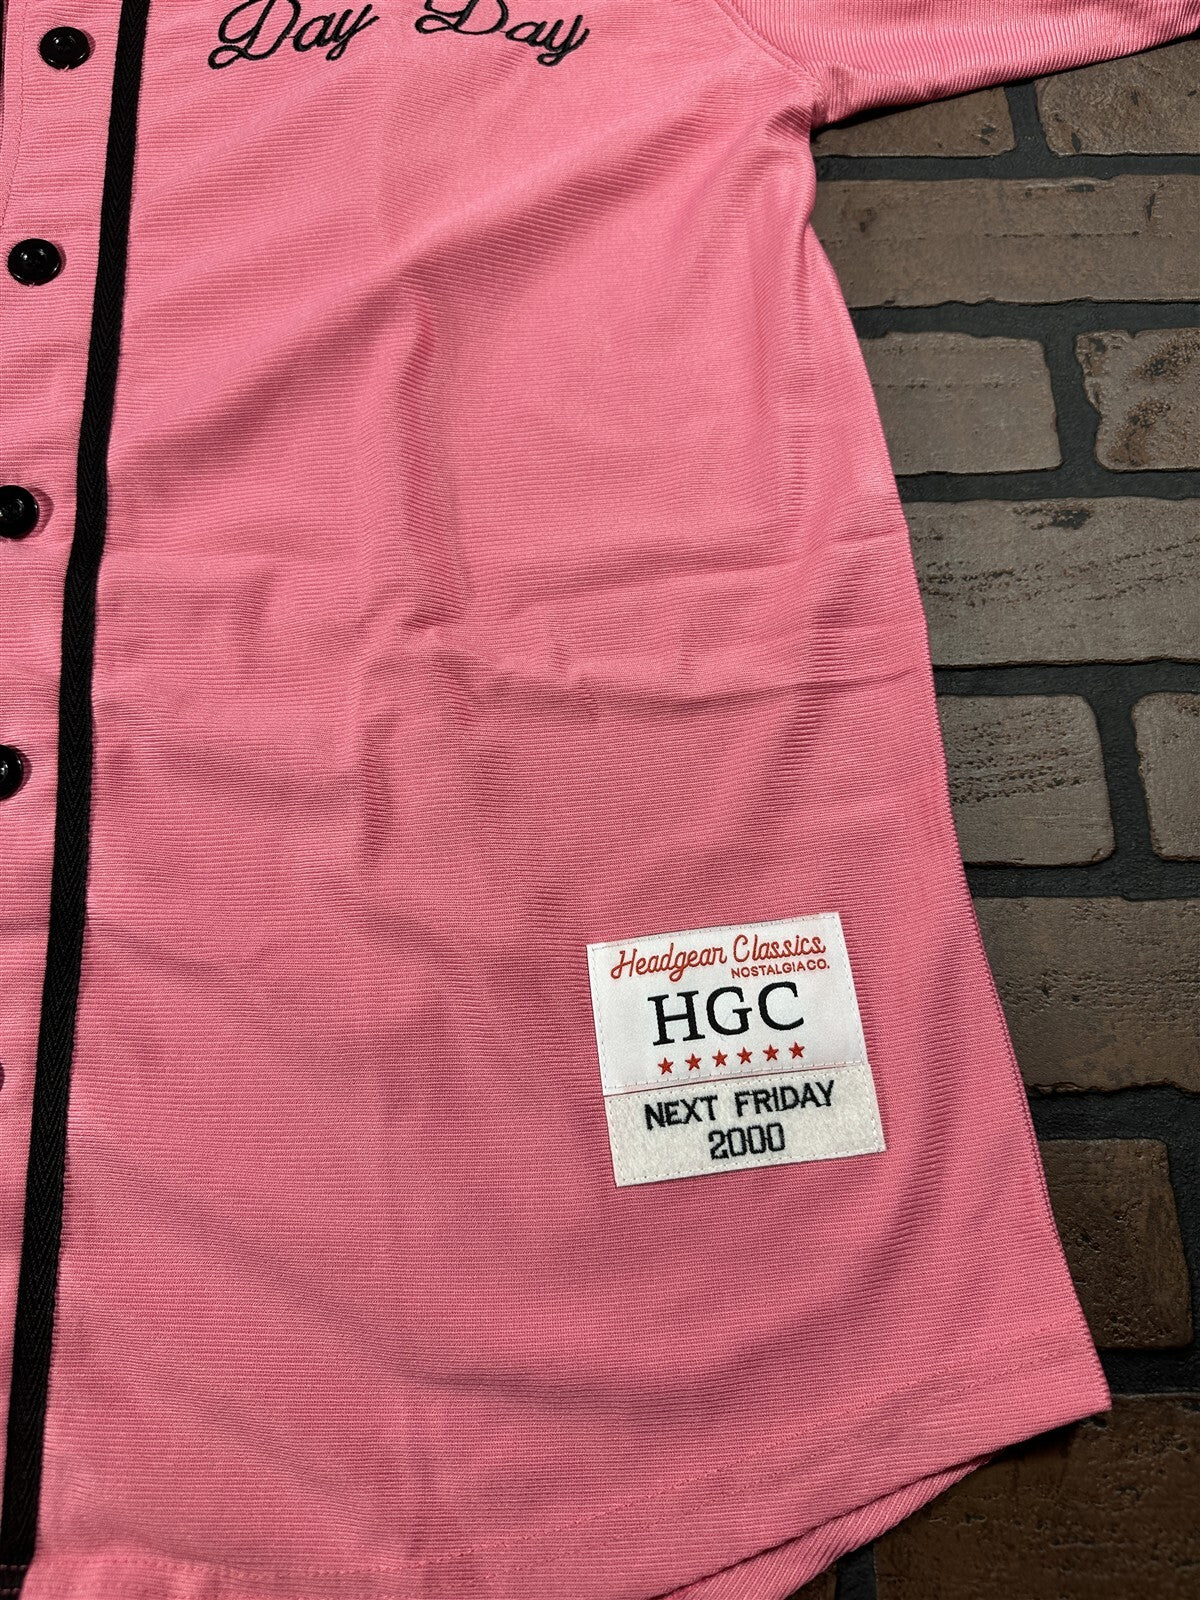 Day Day
Headgear Classics
NOSTALGIA CO.
HGC
NEXT FRIDAY
2000